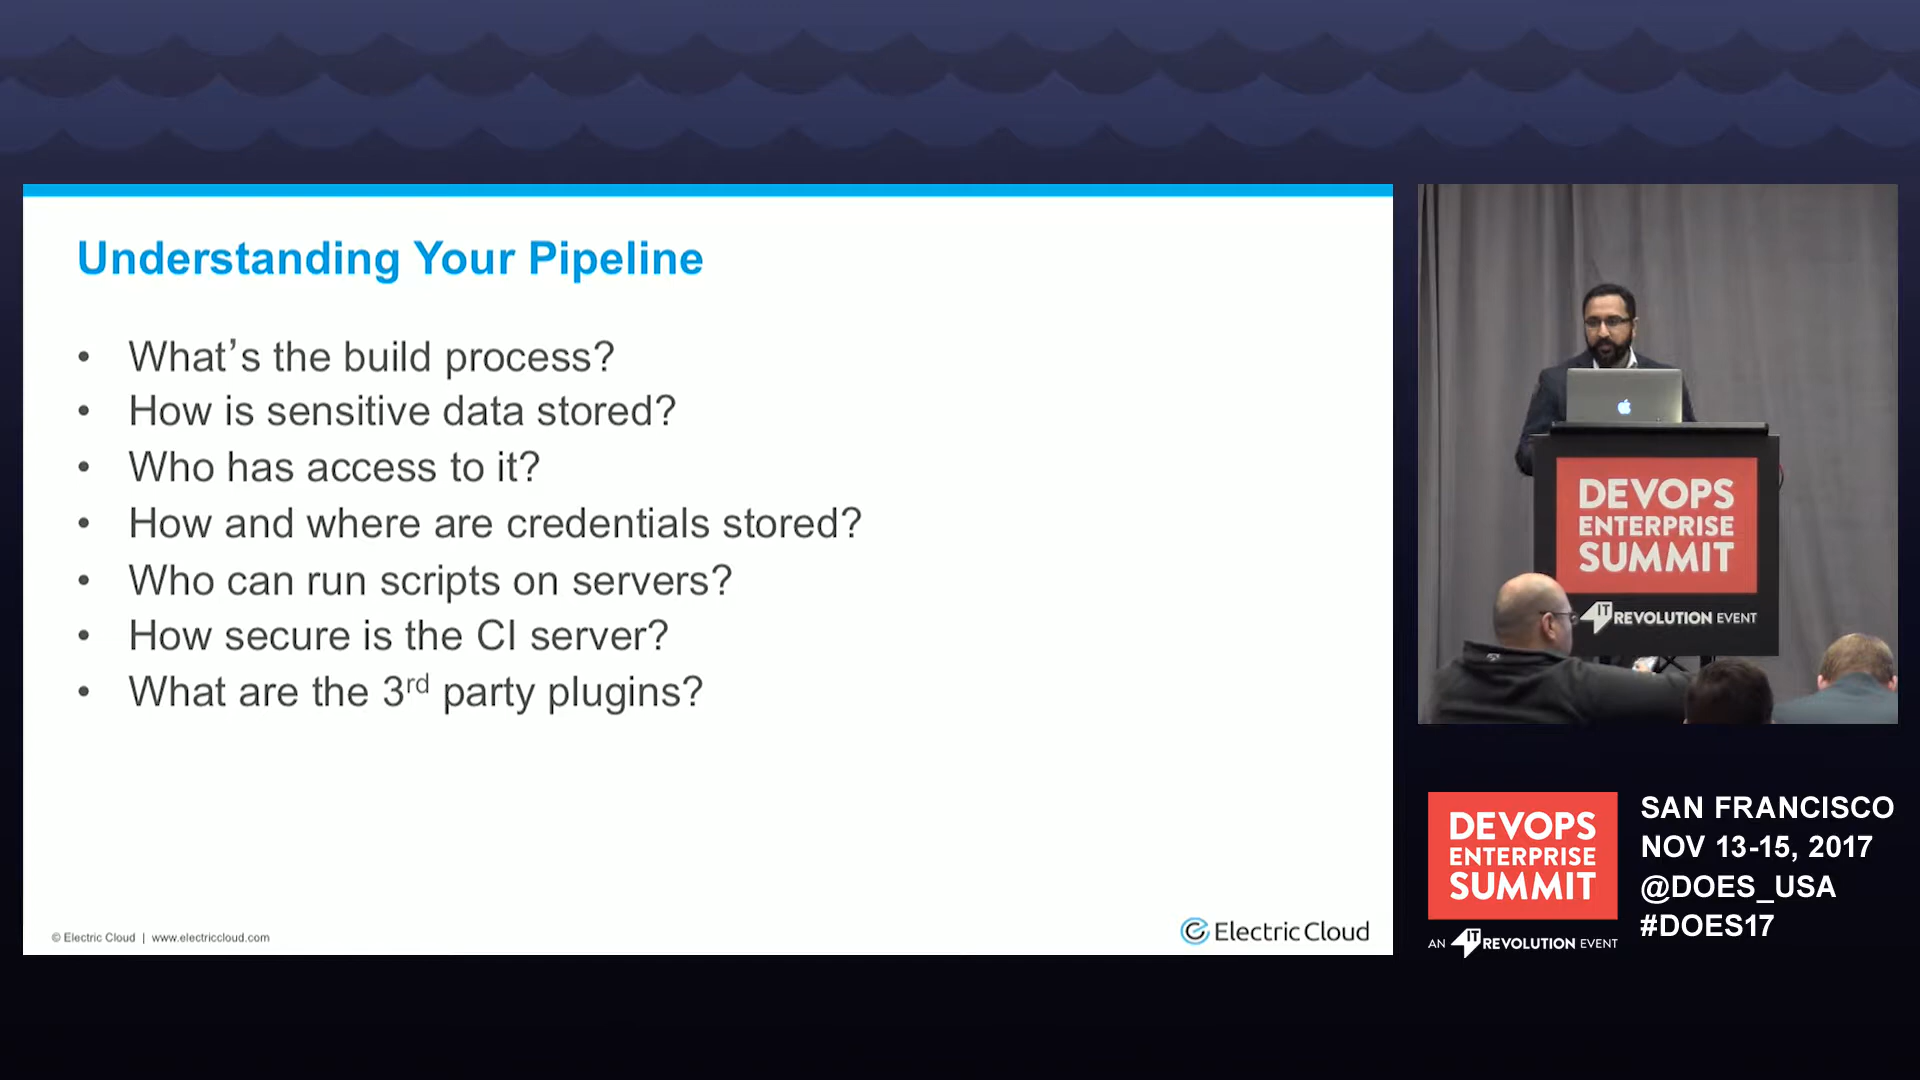 Understanding Your Pipeline
• What’s the build process?
• How is sensitive data stored?
• Who has access to it?
• How and where are credentials stored?
• Who can run scripts on servers?
• How secure is the CI server?
• What are the 3rd party plugins?
© Electric Cloud | www.electriccloud.com
Electric Cloud
DEVOPS
ENTERPRISE
SUMMIT
IT REVOLUTION EVENT
DEVOPS
ENTERPRISE
SUMMIT
AN IT REVOLUTION EVENT
SAN FRANCISCO
NOV 13-15, 2017
@DOES_USA
#DOES17